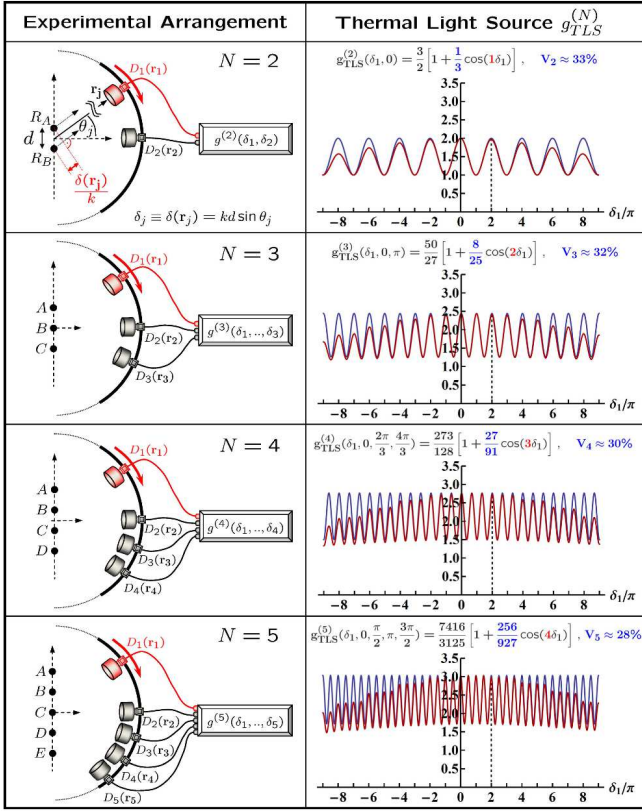 Experimental Arrangement
Thermal Light Source g_{TLS}^{(N)}
N = 2
D₁(r₁)
r_j
R_A
d
θ_j
R_B
D₂(r₂)
g^{(2)}(δ₁, δ₂)
δ(r_j)
k
δ_j ≡ δ(r_j) = kd sin θ_j
g_{TLS}^{(2)}(δ₁, 0) = 3/2 [1 + 1/3 cos(1δ₁)] , V₂ ≈ 33%
3.5
3.0
2.5
2.0
1.5
1.0
0.5
-8 -6 -4 -2 0 2 4 6 8 δ₁/π
N = 3
D₁(r₁)
A
B
C
D₂(r₂)
g^{(3)}(δ₁, .., δ₃)
D₃(r₃)
g_{TLS}^{(3)}(δ₁, 0, π) = 50/27 [1 + 8/25 cos(2δ₁)] , V₃ ≈ 32%
3.5
3.0
2.5
2.0
1.5
1.0
0.5
-8 -6 -4 -2 0 2 4 6 8 δ₁/π
N = 4
D₁(r₁)
A
B
C
D
D₂(r₂)
g^{(4)}(δ₁, .., δ₄)
D₃(r₃)
D₄(r₄)
g_{TLS}^{(4)}(δ₁, 0, 2π/3, 4π/3) = 273/128 [1 + 27/91 cos(3δ₁)] , V₄ ≈ 30%
3.5
3.0
2.5
2.0
1.5
1.0
0.5
-8 -6 -4 -2 0 2 4 6 8 δ₁/π
N = 5
D₁(r₁)
A
B
C
D
E
D₂(r₂)
g^{(5)}(δ₁, .., δ₅)
D₃(r₃)
D₄(r₄)
D₅(r₅)
g_{TLS}^{(5)}(δ₁, 0, π/2, π, 3π/2) = 7416/3125 [1 + 256/927 cos(4δ₁)] , V₅ ≈ 28%
3.5
3.0
2.5
2.0
1.5
1.0
0.5
-8 -6 -4 -2 0 2 4 6 8 δ₁/π